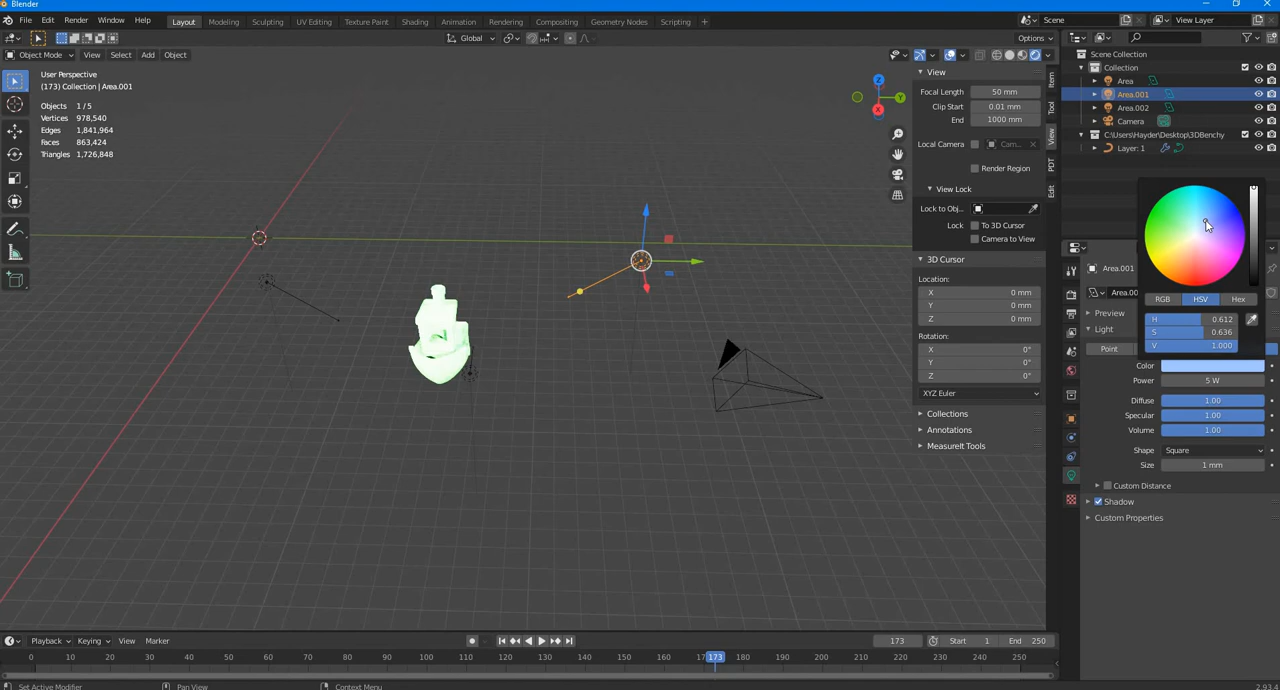 Blender
File Edit Render Window Help Layout Modeling Sculpting UV Editing Texture Paint Shading Animation Rendering Compositing Geometry Nodes Scripting + Scene View Layer
Global Options
Object Mode View Select Add Object
User Perspective
(173) Collection | Area.001
Objects 1 / 5
Vertices 978,540
Edges 1,841,964
Faces 863,424
Triangles 1,726,848
Z
Y
X
View
Focal Length 50 mm
Clip Start 0.01 mm
End 1000 mm
Local Camera Cam...
Render Region
View Lock
Lock to Obj...
Lock To 3D Cursor
Camera to View
3D Cursor
Location:
X 0 mm
Y 0 mm
Z 0 mm
Rotation:
X 0°
Y 0°
Z 0°
XYZ Euler
Collections
Annotations
MeasureIt Tools
Item
Tool
View
PDT
Edit
Scene Collection
Collection
Area
Area.001
Area.002
Camera
C:\Users\Hayder\Desktop\3DBenchy
Layer: 1
RGB HSV Hex
H 0.612
S 0.636
V 1.000
Area.001
Area.00
Preview
Light
Point
Color
Power 5 W
Diffuse 1.00
Specular 1.00
Volume 1.00
Shape Square
Size 1 mm
Custom Distance
Shadow
Custom Properties
Playback Keying View Marker 173 Start 1 End 250
0 10 20 30 40 50 60 70 80 90 100 110 120 130 140 150 160 17 173 180 190 200 210 220 230 240 250
Set Active Modifier Pan View Context Menu 2.93.4